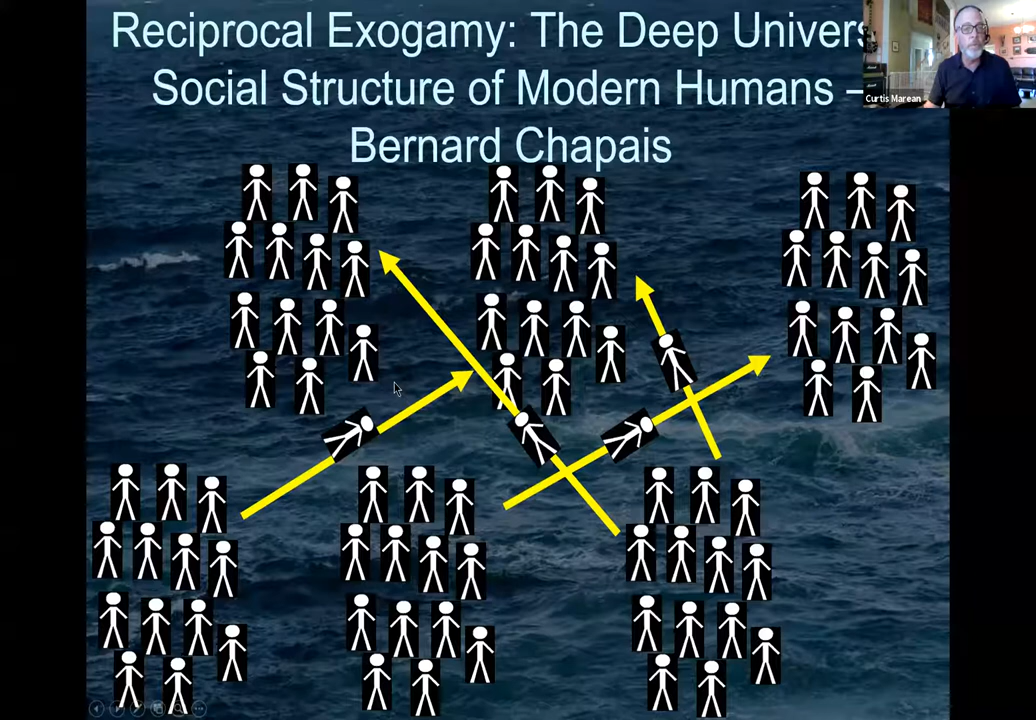 Reciprocal Exogamy: The Deep Univers
Social Structure of Modern Humans –
Bernard Chapais
Curtis Marean